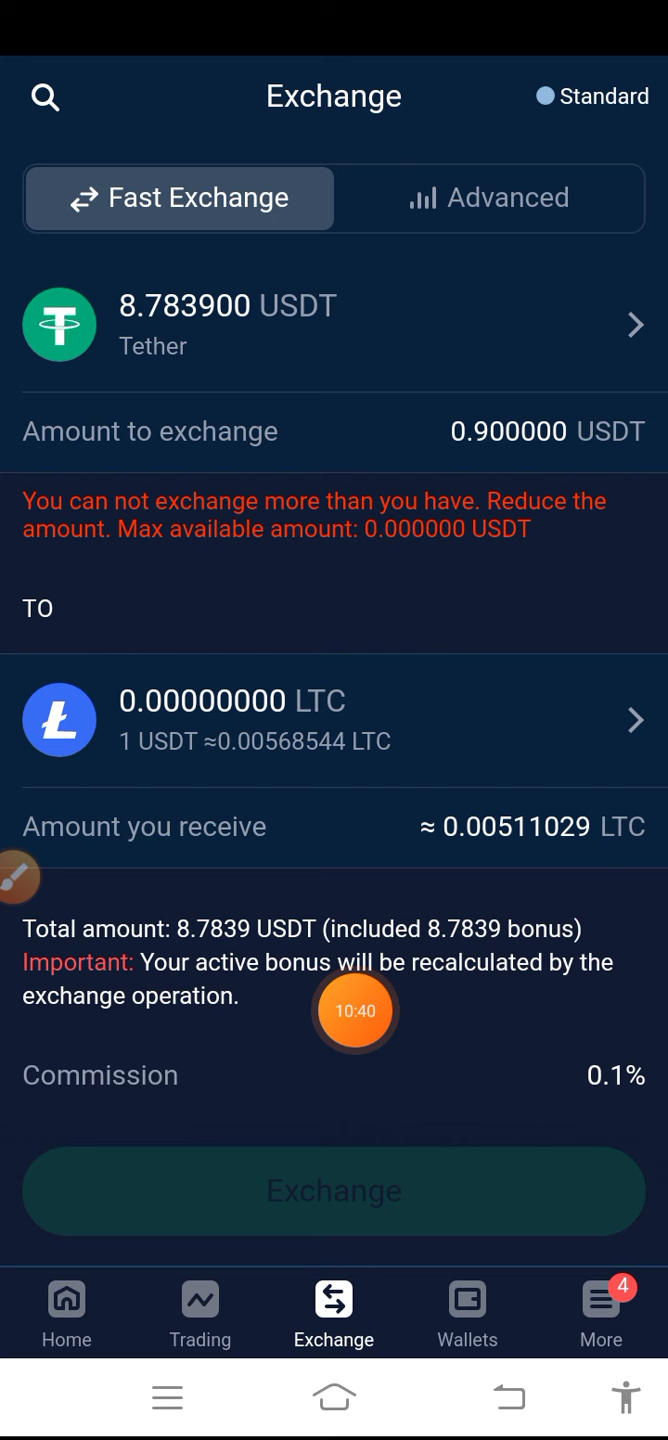 Exchange
Standard
Fast Exchange
Advanced
8.783900 USDT
Tether
Amount to exchange 0.900000 USDT
You can not exchange more than you have. Reduce the
amount. Max available amount: 0.000000 USDT
TO
0.00000000 LTC
1 USDT ≈0.00568544 LTC
Amount you receive ≈ 0.00511029 LTC
Total amount: 8.7839 USDT (included 8.7839 bonus)
Important: Your active bonus will be recalculated by the
exchange operation.
10:40
Commission 0.1%
Exchange
4
Home Trading Exchange Wallets More